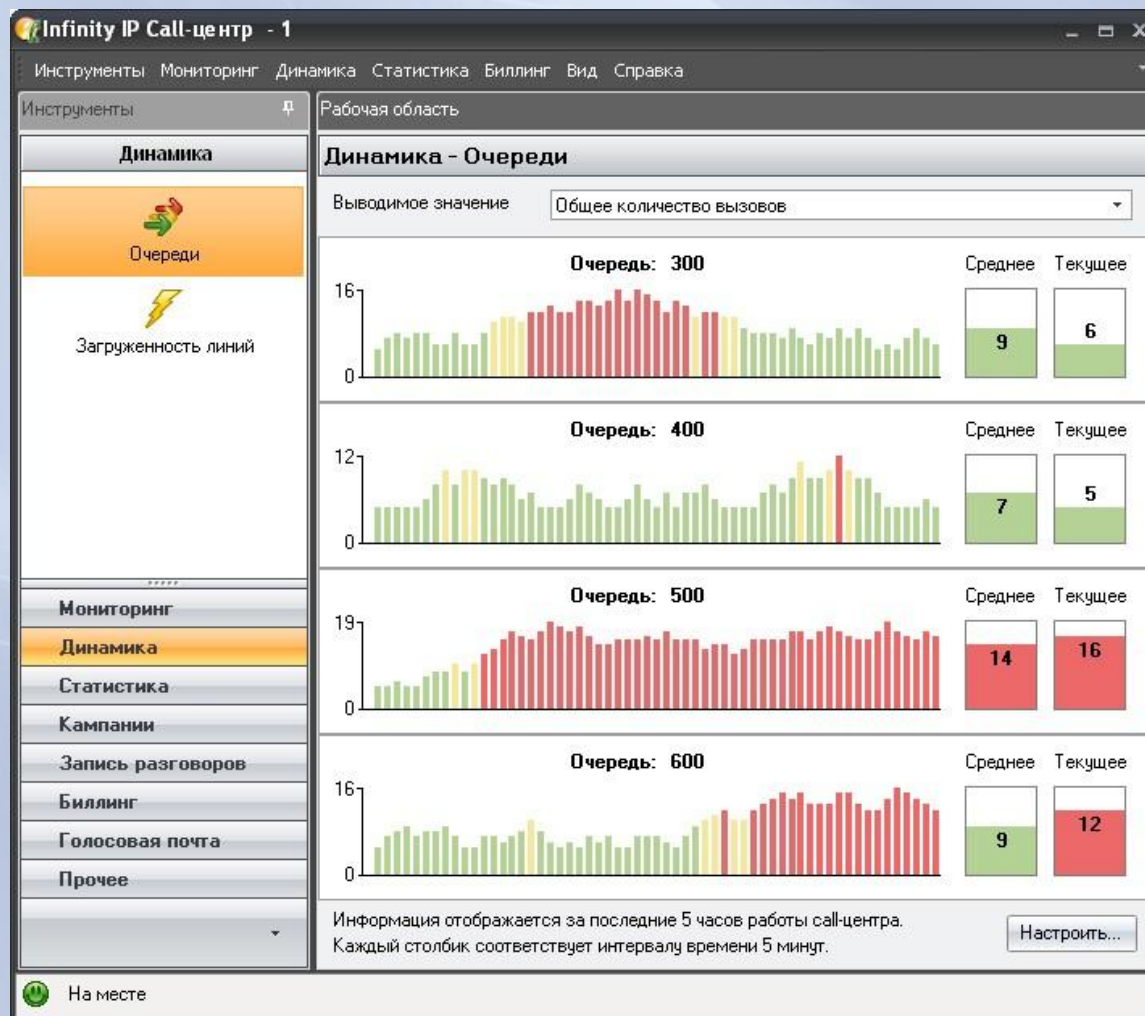 Infinity IP Call-центр - 1
Инструменты Мониторинг Динамика Статистика Биллинг Вид Справка
Инструменты
Рабочая область
Динамика
Очереди
Загруженность линий
Мониторинг
Динамика
Статистика
Кампании
Запись разговоров
Биллинг
Голосовая почта
Прочее
Динамика - Очереди
Выводимое значение Общее количество вызовов
Очередь: 300 Среднее Текущее
16
0
9 6
Очередь: 400 Среднее Текущее
12
0
7 5
Очередь: 500 Среднее Текущее
19
0
14 16
Очередь: 600 Среднее Текущее
16
0
9 12
Информация отображается за последние 5 часов работы call-центра.
Каждый столбик соответствует интервалу времени 5 минут.
Настроить...
На месте